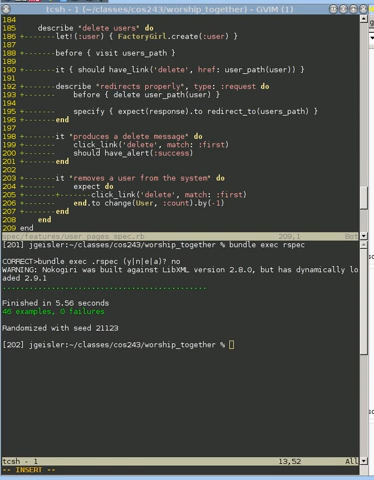 tcsh - 1 (~/classes/cos243/worship_together) - GVIM (1)
184
185 describe "delete users" do
186 +------- let!(:user) { FactoryGirl.create(:user) }
187
188 +------- before { visit users_path }
189
190 +------- it { should have_link('delete', href: user_path(user)) }
191
192 +------- describe "redirects properly", type: :request do
193 +------- before { delete user_path(user) }
194
195 +------- specify { expect(response).to redirect_to(users_path) }
196 +------- end
197
198 +------- it "produces a delete message" do
199 +------- click_link('delete', match: :first)
200 +------- should have_alert(:success)
201 +------- end
202
203 +------- it "removes a user from the system" do
204 +------- expect do
205 +-------+------- click_link('delete', match: :first)
206 +------- end.to change(User, :count).by(-1)
207 +------- end
208 end
209 end
spec/features/user_pages_spec.rb 209,1 Bot
[201] jgeisler:~/classes/cos243/worship_together % bundle exec rspec
CORRECT>bundle exec .rspec (y|n|e|a)? no
WARNING: Nokogiri was built against LibXML version 2.8.0, but has dynamically lo
aded 2.9.1
..............................................
Finished in 5.56 seconds
46 examples, 0 failures
Randomized with seed 21123
[202] jgeisler:~/classes/cos243/worship_together %
tcsh - 1 13,52 All
-- INSERT --